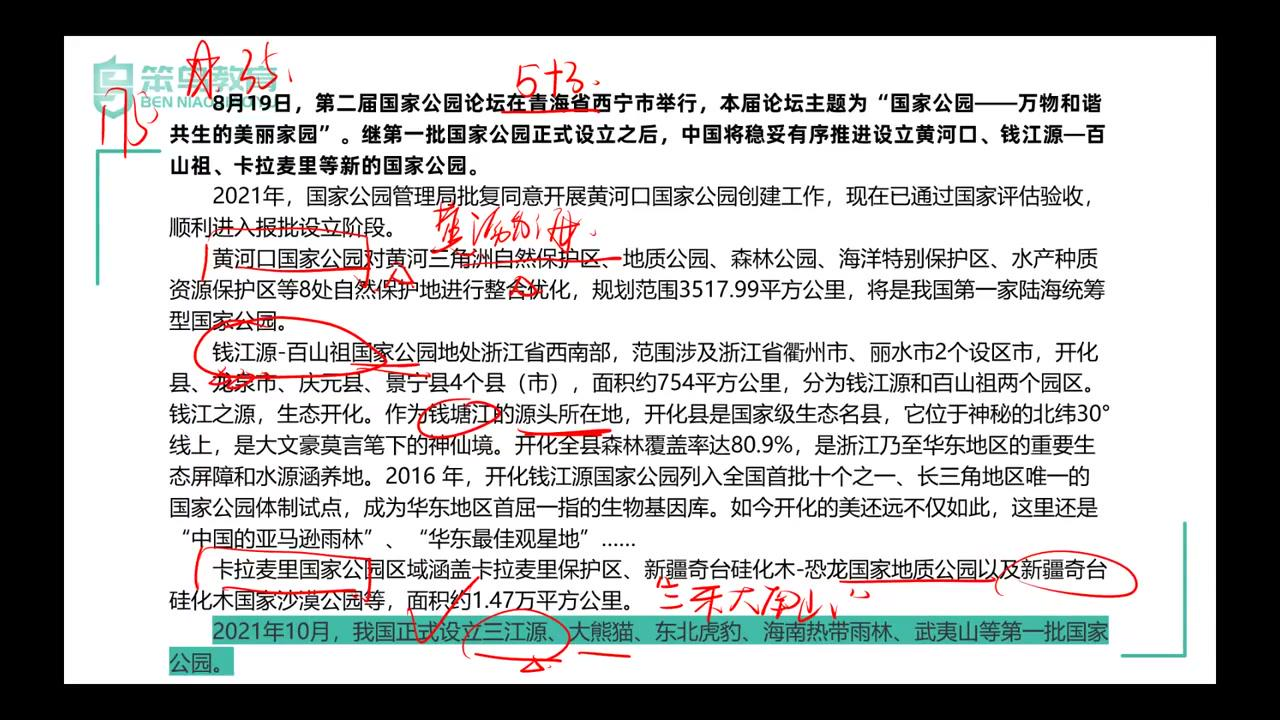 笨鸟教育
BEN NIAO
5+3.
8月19日，第二届国家公园论坛在青海省西宁市举行，本届论坛主题为“国家公园——万物和谐
共生的美丽家园”。继第一批国家公园正式设立之后，中国将稳妥有序推进设立黄河口、钱江源—百
山祖、卡拉麦里等新的国家公园。
2021年，国家公园管理局批复同意开展黄河口国家公园创建工作，现在已通过国家评估验收，
顺利进入报批设立阶段。
黄河口国家公园对黄河三角洲自然保护区、地质公园、森林公园、海洋特别保护区、水产种质
资源保护区等8处自然保护地进行整合优化，规划范围3517.99平方公里，将是我国第一家陆海统筹
型国家公园。
钱江源-百山祖国家公园地处浙江省西南部，范围涉及浙江省衢州市、丽水市2个设区市，开化
县、龙泉市、庆元县、景宁县4个县（市），面积约754平方公里，分为钱江源和百山祖两个园区。
钱江之源，生态开化。作为钱塘江的源头所在地，开化县是国家级生态名县，它位于神秘的北纬30°
线上，是大文豪莫言笔下的神仙境。开化全县森林覆盖率达80.9%，是浙江乃至华东地区的重要生
态屏障和水源涵养地。2016 年，开化钱江源国家公园列入全国首批十个之一、长三角地区唯一的
国家公园体制试点，成为华东地区首屈一指的生物基因库。如今开化的美还远不仅如此，这里还是
“中国的亚马逊雨林”、“华东最佳观星地”......
卡拉麦里国家公园区域涵盖卡拉麦里保护区、新疆奇台硅化木-恐龙国家地质公园以及新疆奇台
硅化木国家沙漠公园等，面积约1.47万平方公里。
2021年10月，我国正式设立三江源、大熊猫、东北虎豹、海南热带雨林、武夷山等第一批国家
公园。